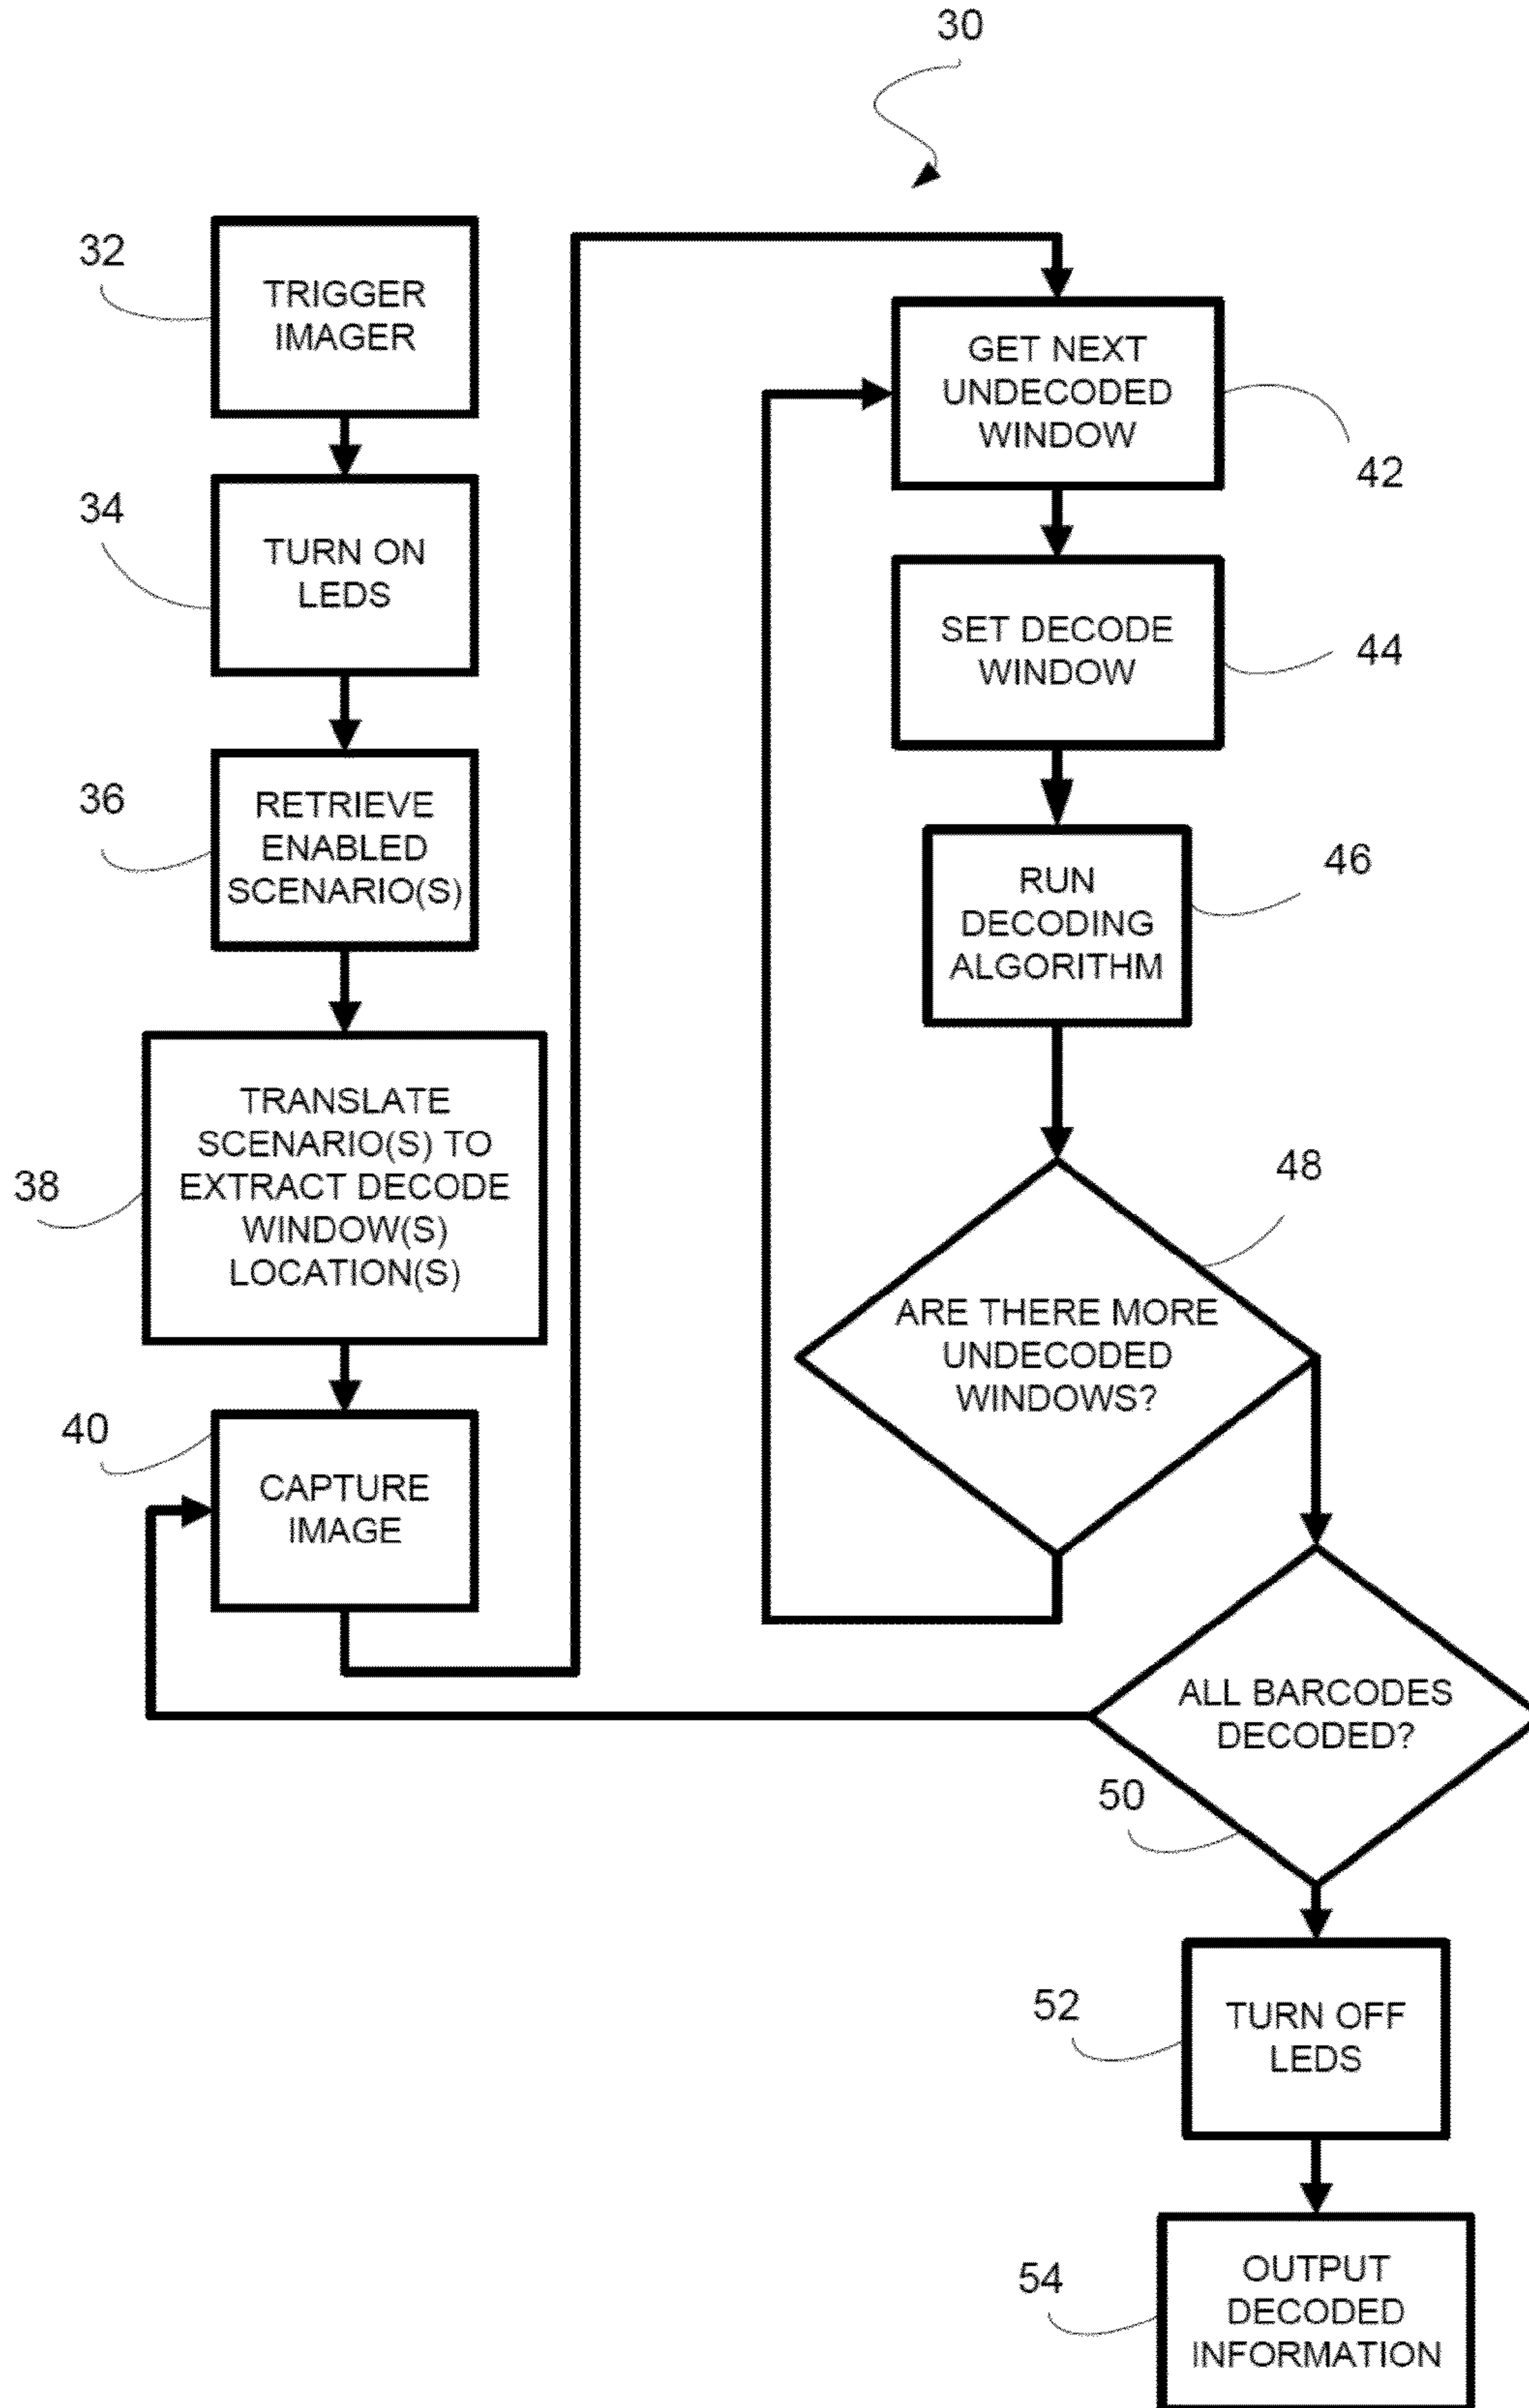 30
32
TRIGGER
IMAGER
34
TURN ON
LEDS
36
RETRIEVE
ENABLED
SCENARIO(S)
38
TRANSLATE
SCENARIO(S) TO
EXTRACT DECODE
WINDOW(S)
LOCATION(S)
40
CAPTURE
IMAGE
GET NEXT
UNDECODED
WINDOW
42
SET DECODE
WINDOW
44
RUN
DECODING
ALGORITHM
46
ARE THERE MORE
UNDECODED
WINDOWS?
48
ALL BARCODES
DECODED?
50
52
TURN OFF
LEDS
54
OUTPUT
DECODED
INFORMATION